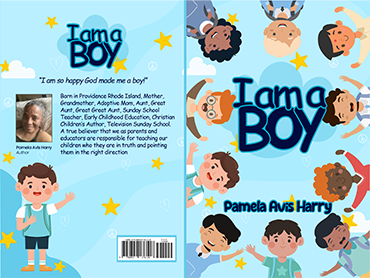 I am a
BOY
"I am so happy God made me a boy!"
Born in Providence Rhode Island, Mother,
Grandmother, Adoptive Mom, Aunt, Great
Aunt, Great Great Aunt, Sunday School
Teacher, Early Childhood Education, Christian
Children's Author, Television Sunday School.
A true believer that we as parents and
educators are responsible for teaching our
children who they are in truth and pointing
them in the right direction
Pamela Avis Harry
Author
I am a
BOY
Pamela Avis Harry